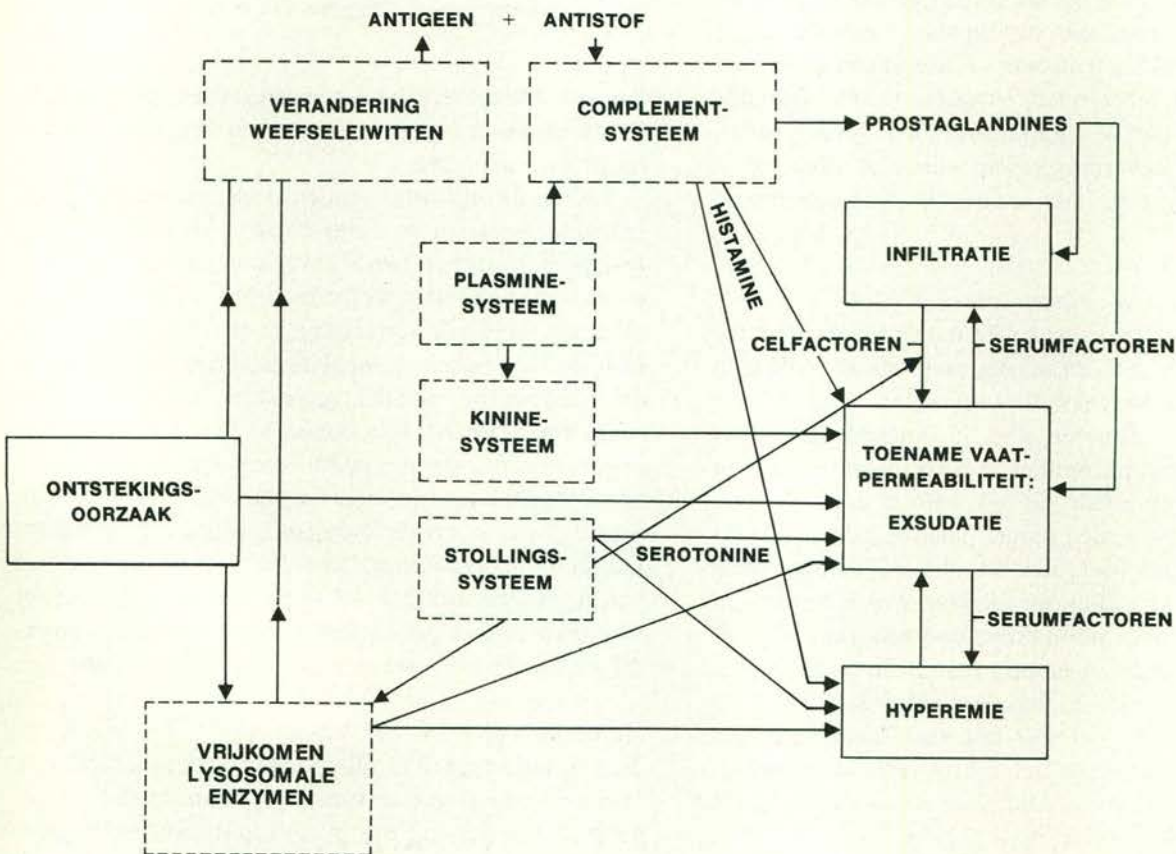 ANTIGEEN + ANTISTOF
VERANDERING
WEEFSELEIWITTEN
COMPLEMENT-
SYSTEEM
PROSTAGLANDINES
HISTAMINE
INFILTRATIE
PLASMINE-
SYSTEEM
CELFACTOREN
SERUMFACTOREN
KININE-
SYSTEEM
TOENAME VAAT-
PERMEABILITEIT:
EXSUDATIE
ONTSTEKINGS-
OORZAAK
STOLLINGS-
SYSTEEM
SEROTONINE
SERUMFACTOREN
HYPEREMIE
VRIJKOMEN
LYSOSOMALE
ENZYMEN